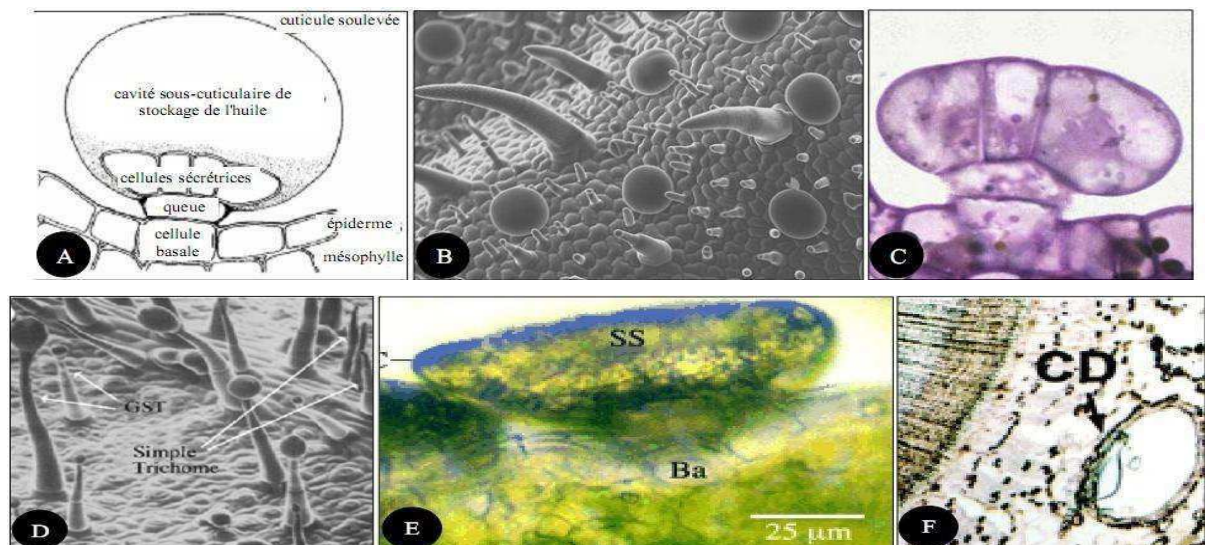 cuticule soulevée
cavité sous-cuticulaire de
stockage de l'huile
cellules sécrétrices
queue
cellule
basale
épiderme ;
mésophylle
A
B
C
GST
Simple
Trichome
D
SS
Ba
25 µm
E
CD
F